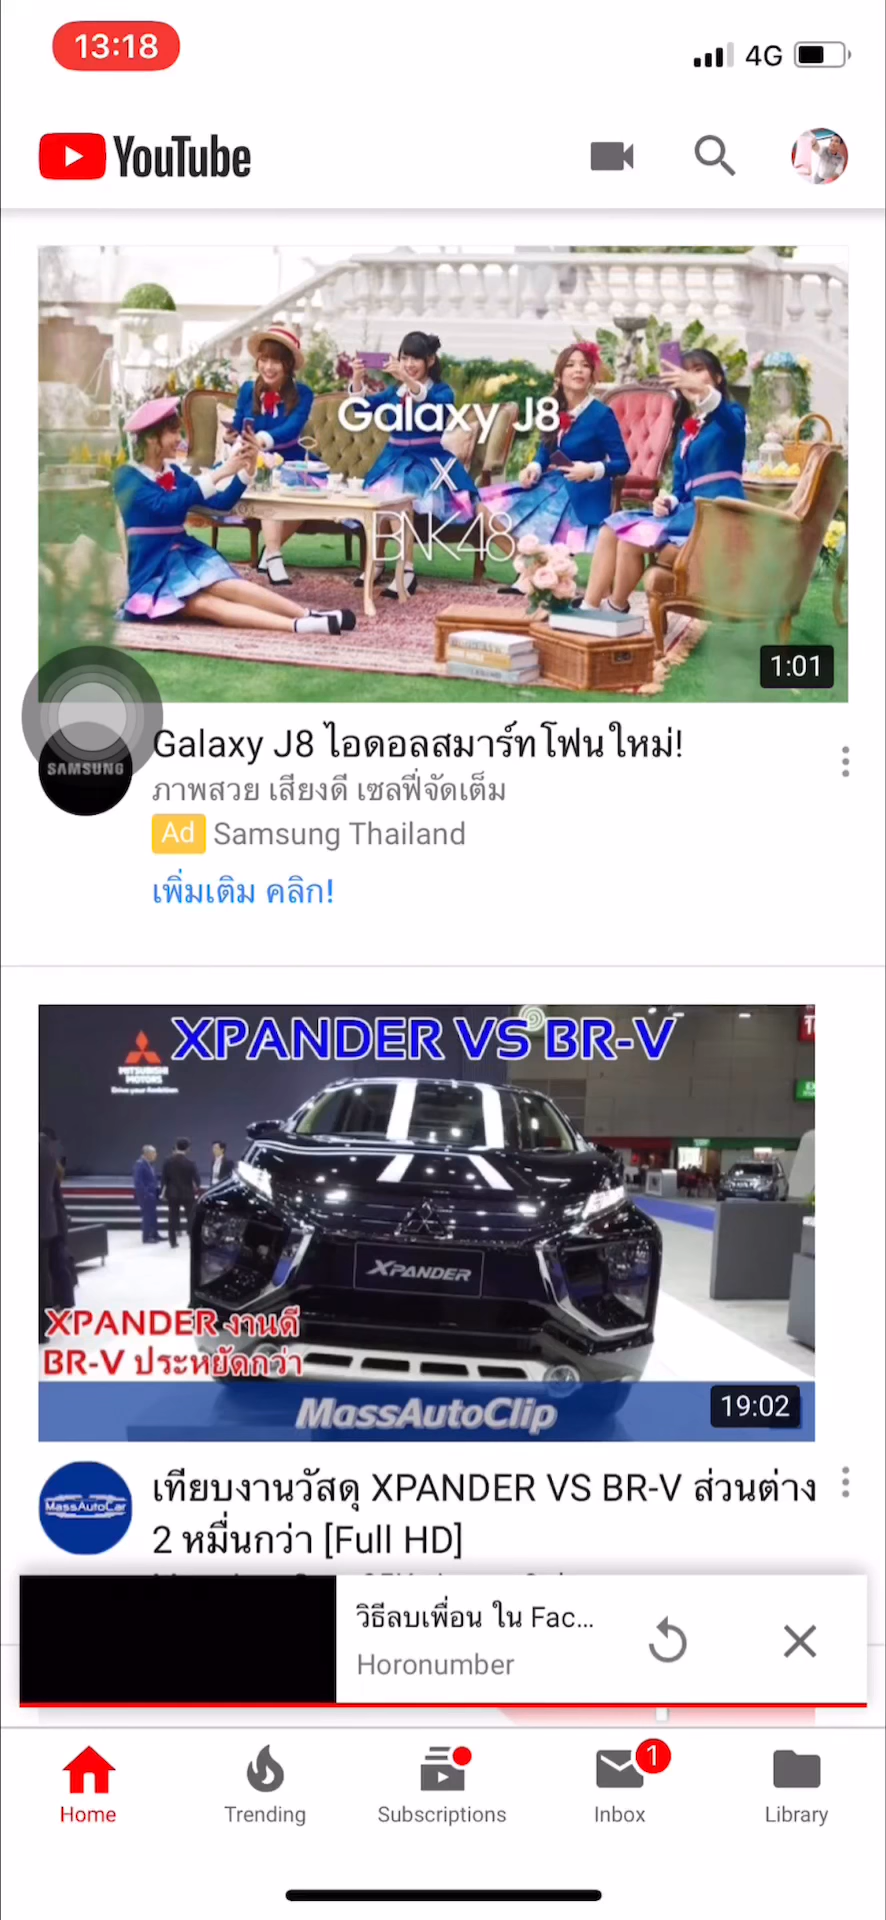 13:18
4G
YouTube
Galaxy J8
X
BNK48
1:01
SAMSUNG
Galaxy J8 ไอดอลสมาร์ทโฟนใหม่!
ภาพสวย เสียงดี เซลฟี่จัดเต็ม
Ad Samsung Thailand
เพิ่มเติม คลิก!
XPANDER VS BR-V
MITSUBISHI
MOTORS
Drive your Ambition
XPANDER
XPANDER งานดี
BR-V ประหยัดกว่า
MassAutoClip
19:02
MassAutoCar
เทียบงานวัสดุ XPANDER VS BR-V ส่วนต่าง
2 หมื่นกว่า [Full HD]
วิธีลบเพื่อน ใน Fac...
Horonumber
1
Home
Trending
Subscriptions
Inbox
Library